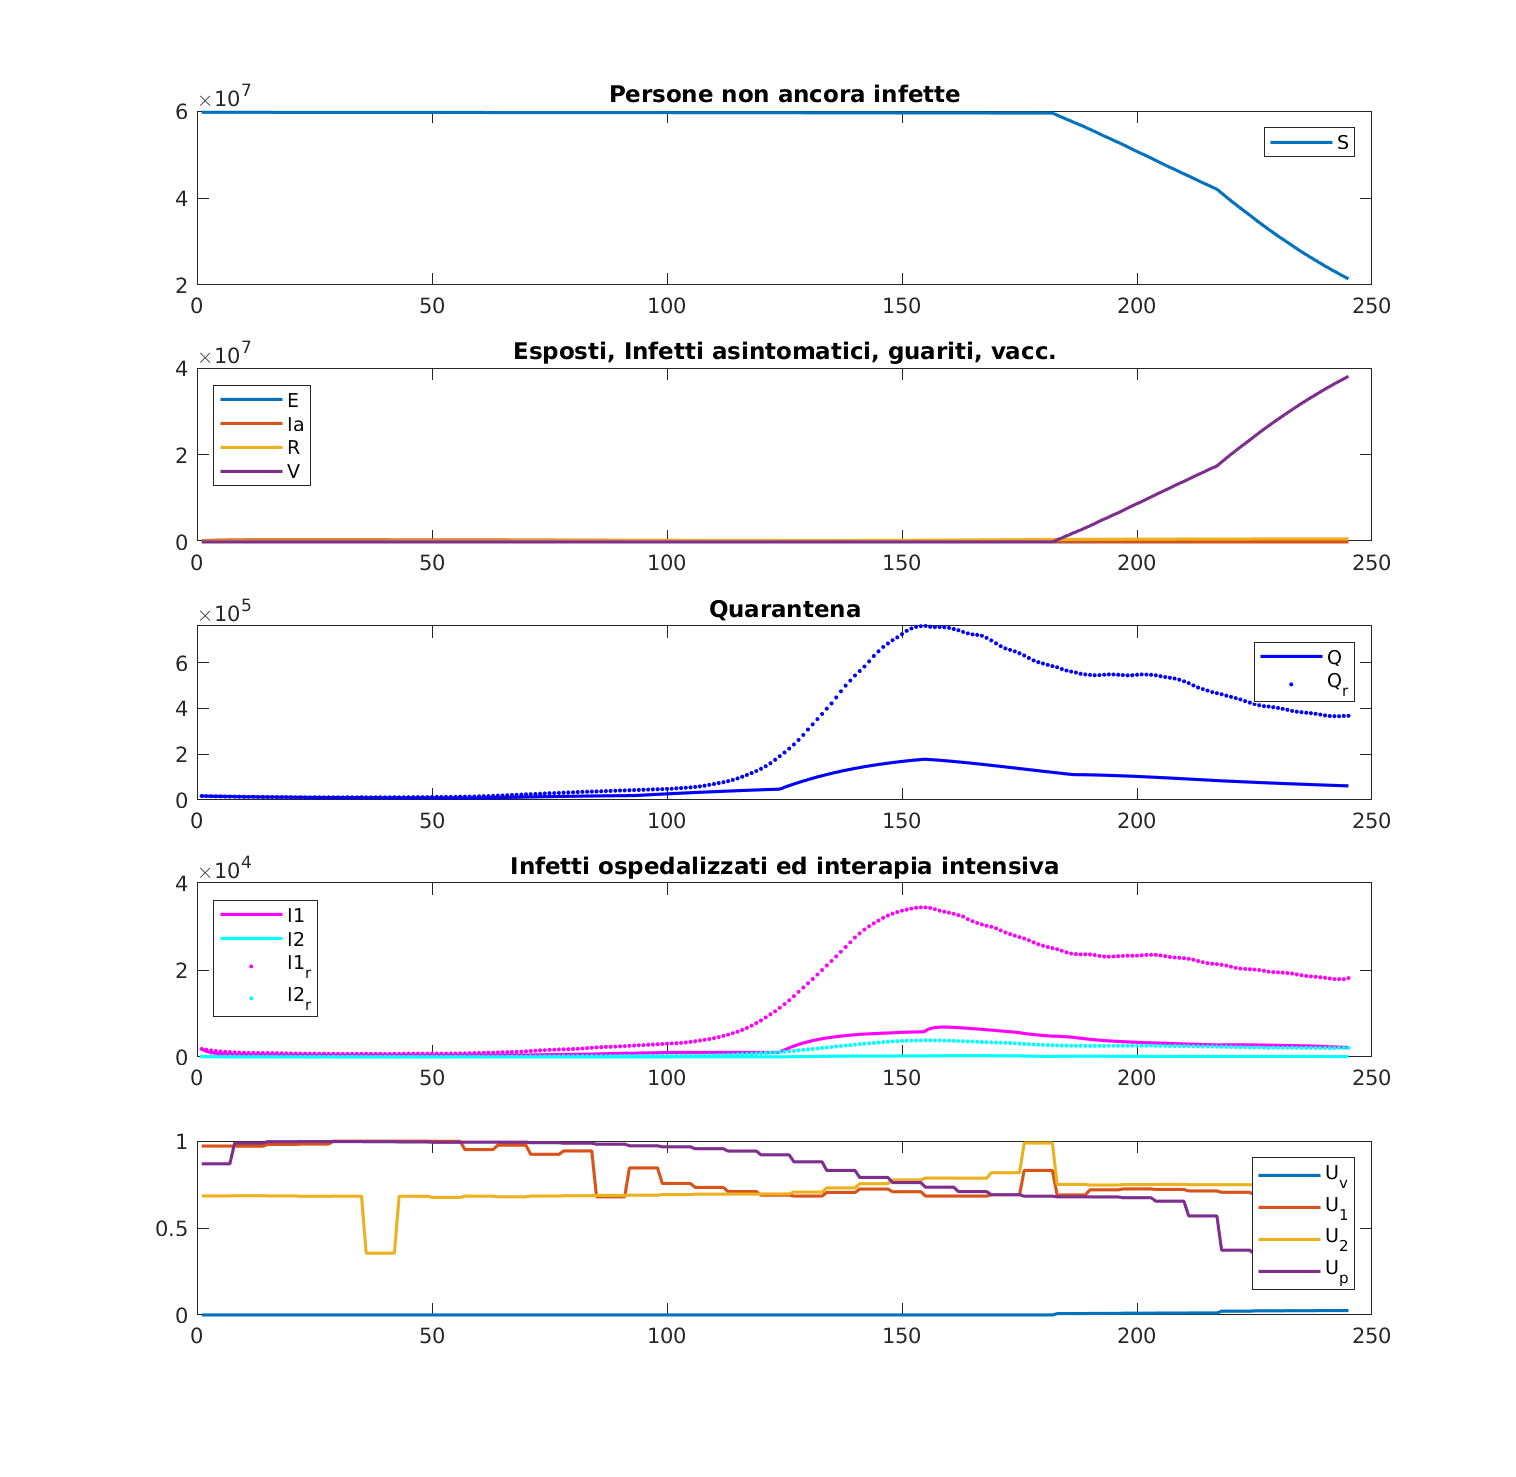 Persone non ancora infette
×10^7
6
4
2
0 50 100 150 200 250
S
Esposti, Infetti asintomatici, guariti, vacc.
×10^7
4
2
0
0 50 100 150 200 250
E
Ia
R
V
Quarantena
×10^5
6
4
2
0
0 50 100 150 200 250
Q
Q_r
Infetti ospedalizzati ed interapia intensiva
×10^4
4
2
0
0 50 100 150 200 250
I1
I2
I1_r
I2_r
1
0.5
0
0 50 100 150 200 250
U_v
U_1
U_2
U_p